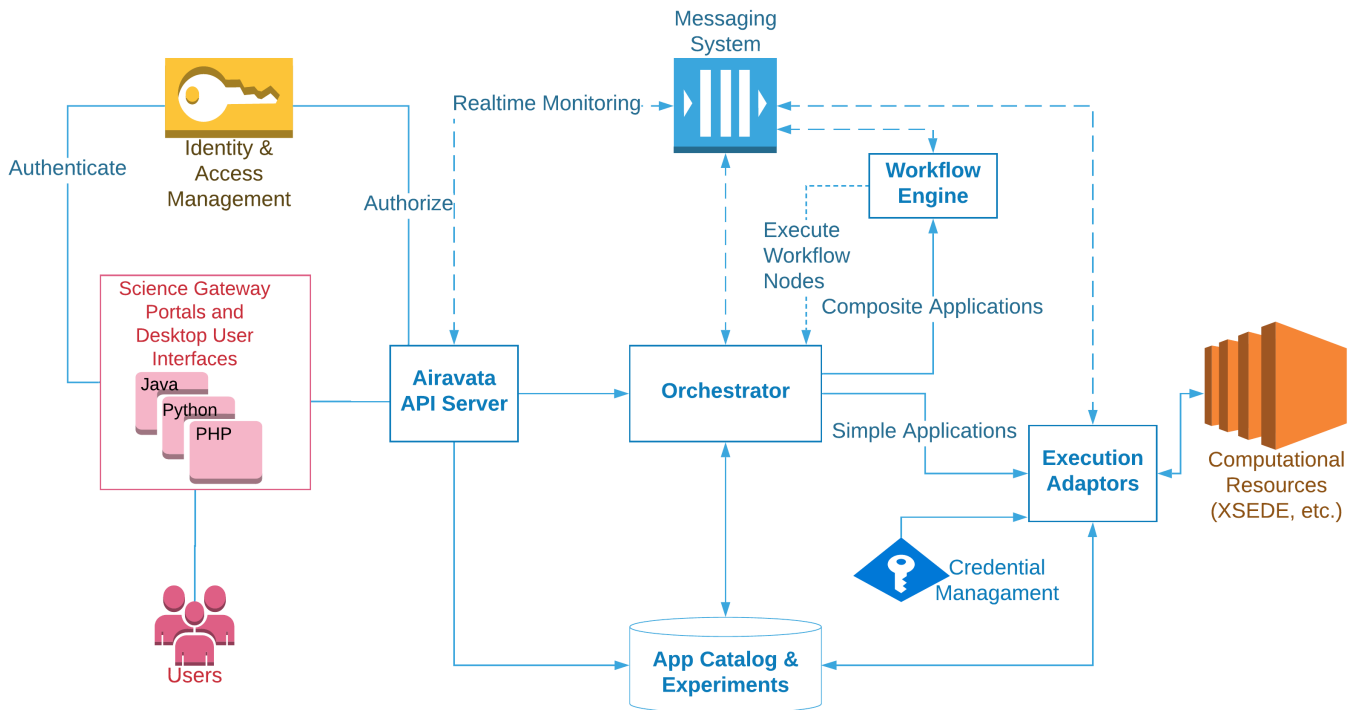 Messaging
System
Realtime Monitoring
Identity &
Access
Management
Authenticate
Authorize
Workflow
Engine
Execute
Workflow
Nodes
Composite Applications
Science Gateway
Portals and
Desktop User
Interfaces
Java
Python
PHP
Airavata
API Server
Orchestrator
Simple Applications
Execution
Adaptors
Computational
Resources
(XSEDE, etc.)
Credential
Managament
App Catalog &
Experiments
Users